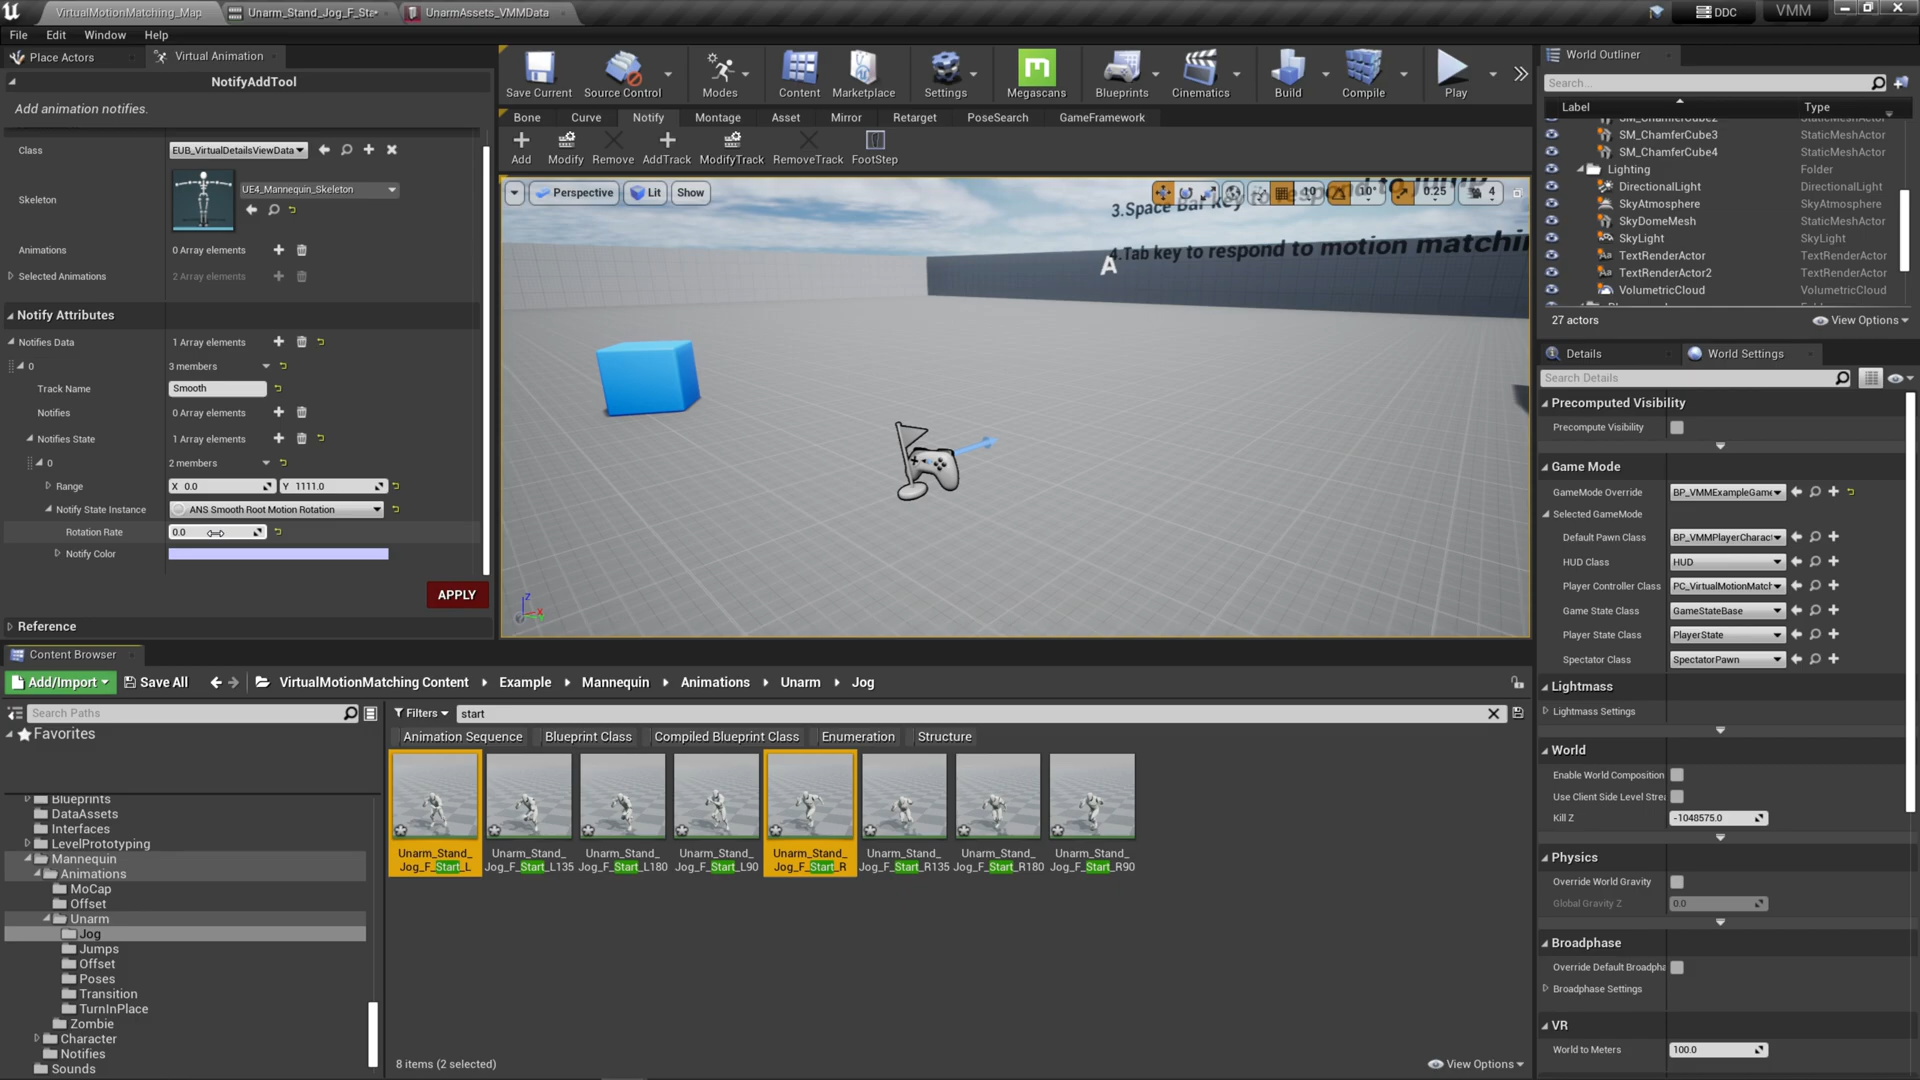 VirtualMotionMatching_Map
Unarm_Stand_Jog_F_Sta•
UnarmAssets_VMMData
DDC
VMM
File Edit Window Help
Place Actors
Virtual Animation
NotifyAddTool
Add animation notifies.
Class
EUB_VirtualDetailsViewData
Skeleton
UE4_Mannequin_Skeleton
Animations
0 Array elements
Selected Animations
2 Array elements
Notify Attributes
Notifies Data
1 Array elements
0
3 members
Track Name
Smooth
Notifies
0 Array elements
Notifies State
1 Array elements
0
2 members
Range
X 0.0
Y 1111.0
Notify State Instance
ANS Smooth Root Motion Rotation
Rotation Rate
0.0
Notify Color
APPLY
Reference
Save Current
Source Control
Modes
Content
Marketplace
Settings
Megascans
Blueprints
Cinematics
Build
Compile
Play
Bone Curve Notify Montage Asset Mirror Retarget PoseSearch GameFramework
Add Modify Remove AddTrack ModifyTrack RemoveTrack FootStep
Perspective
Lit
Show
10
10°
0.25
4
3.Space Bar key
4.Tab key to respond to motion matchin
A
Z
X
World Outliner
Search...
Label
Type
SM_ChamferCube2
StaticMeshActor
SM_ChamferCube3
StaticMeshActor
SM_ChamferCube4
StaticMeshActor
Lighting
Folder
DirectionalLight
DirectionalLight
SkyAtmosphere
SkyAtmosphere
SkyDomeMesh
StaticMeshActor
SkyLight
SkyLight
TextRenderActor
TextRenderActor
TextRenderActor2
TextRenderActor
VolumetricCloud
VolumetricCloud
27 actors
View Options
Details
World Settings
Search Details
Precomputed Visibility
Precompute Visibility
Game Mode
GameMode Override
BP_VMMExampleGame
Selected GameMode
Default Pawn Class
BP_VMMPlayerCharact
HUD Class
HUD
Player Controller Class
PC_VirtualMotionMatch
Game State Class
GameStateBase
Player State Class
PlayerState
Spectator Class
SpectatorPawn
Lightmass
Lightmass Settings
World
Enable World Composition
Use Client Side Level Strea
Kill Z
-1048575.0
Physics
Override World Gravity
Global Gravity Z
0.0
Broadphase
Override Default Broadpha
Broadphase Settings
VR
World to Meters
100.0
Content Browser
Add/Import
Save All
VirtualMotionMatching Content
Example
Mannequin
Animations
Unarm
Jog
Search Paths
Filters
start
Favorites
Animation Sequence
Blueprint Class
Compiled Blueprint Class
Enumeration
Structure
Blueprints
DataAssets
Interfaces
LevelPrototyping
Mannequin
Animations
MoCap
Offset
Unarm
Jog
Jumps
Offset
Poses
Transition
TurnInPlace
Zombie
Character
Notifies
Sounds
Unarm_Stand_
Jog_F_Start_L
Unarm_Stand_
Jog_F_Start_L135
Unarm_Stand_
Jog_F_Start_L180
Unarm_Stand_
Jog_F_Start_L90
Unarm_Stand_
Jog_F_Start_R
Unarm_Stand_
Jog_F_Start_R135
Unarm_Stand_
Jog_F_Start_R180
Unarm_Stand_
Jog_F_Start_R90
8 items (2 selected)
View Options